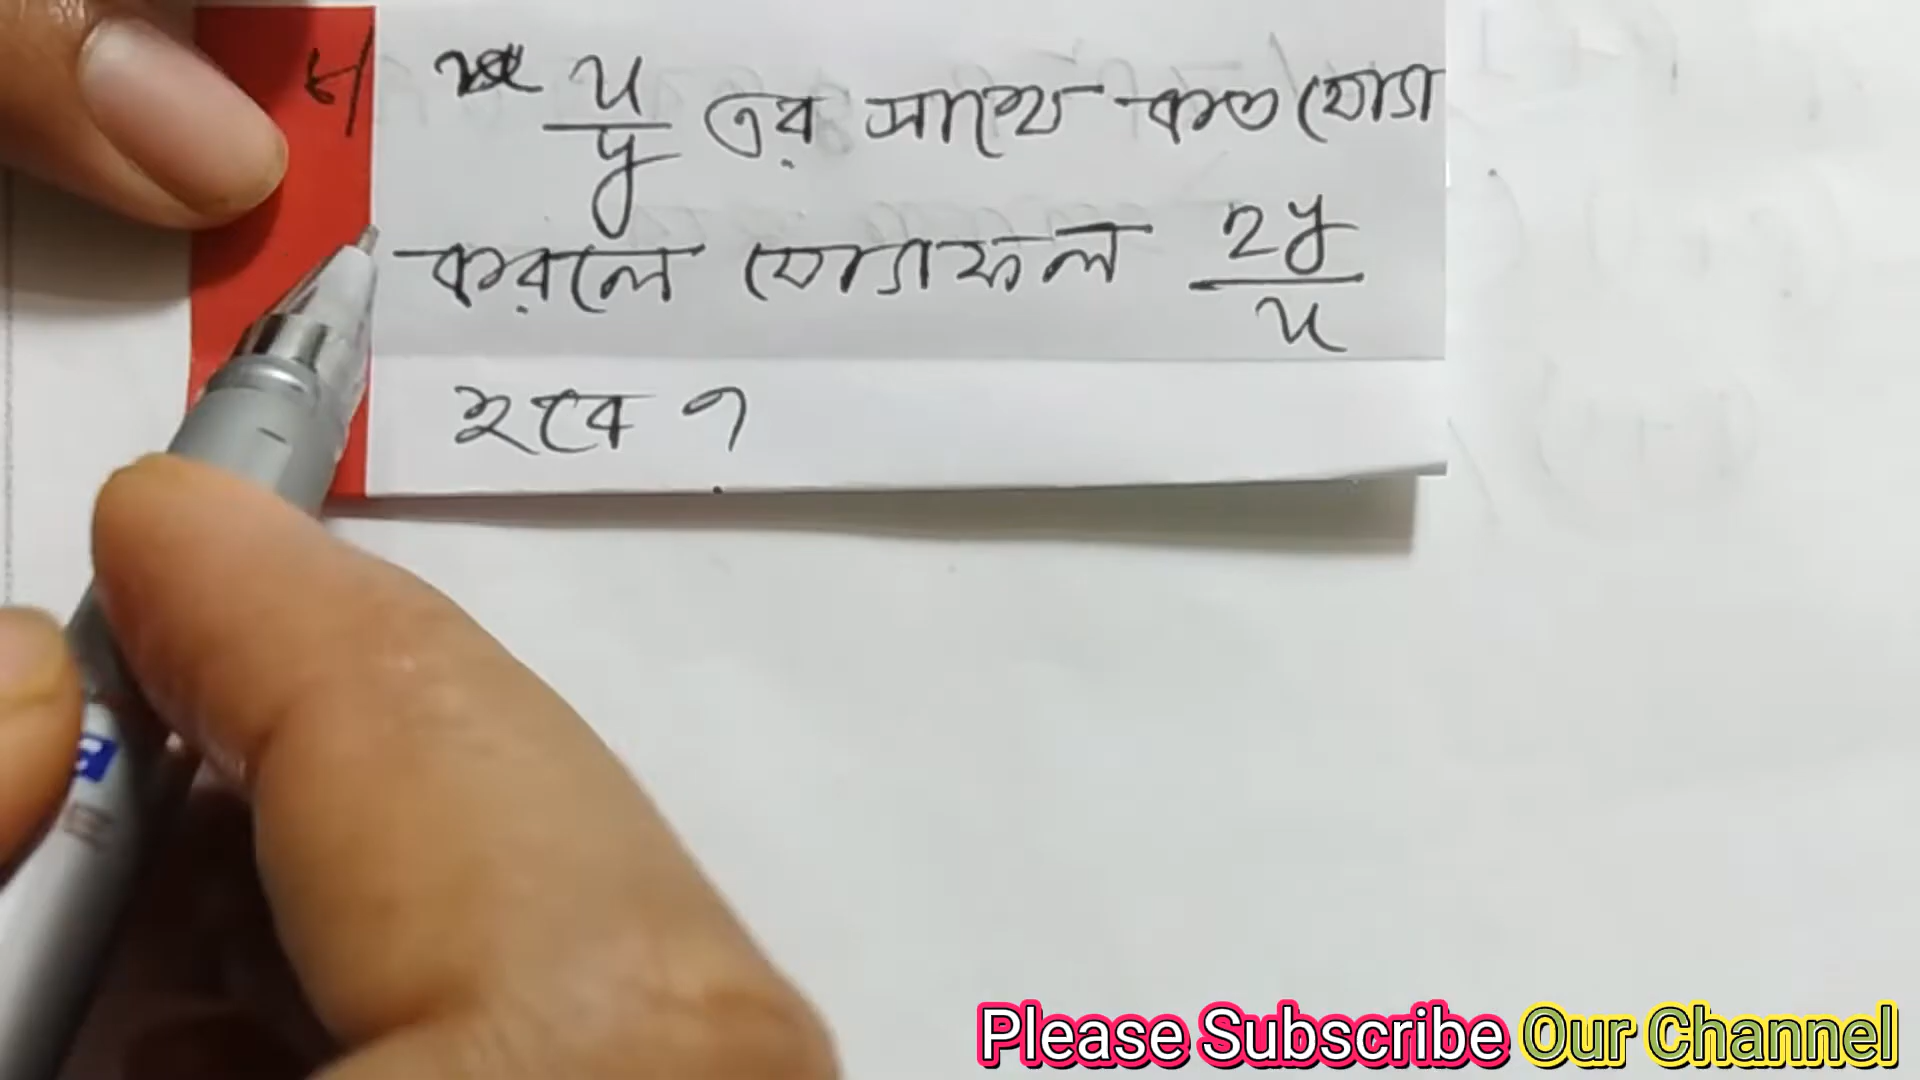 ৮/ x/y এর সাথে কত যোগ
করলে যোগফল 2y/x
হবে ?
Please Subscribe Our Channel